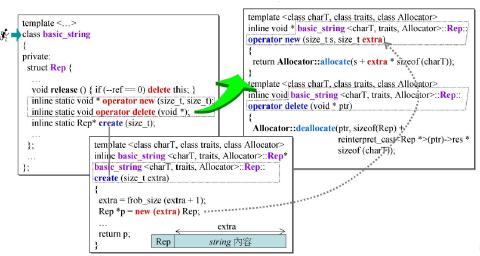 template <…>
class basic_string
{
private:
struct Rep {
…
void release () { if (--ref == 0) delete this; }
inline static void * operator new (size_t, size_t);
inline static void operator delete (void *);
inline static Rep* create (size_t);
…
};
…
};
template <class charT, class traits, class Allocator>
inline void * basic_string <charT, traits, Allocator>::Rep::
operator new (size_t s, size_t extra)
{
return Allocator::allocate(s + extra * sizeof (charT));
}
template <class charT, class traits, class Allocator>
inline void basic_string <charT, traits, Allocator>::Rep::
operator delete (void * ptr)
{
Allocator::deallocate(ptr, sizeof(Rep) +
reinterpret_cast<Rep *>(ptr)->res *
sizeof (charT));
}
template <class charT, class traits, class Allocator>
inline basic_string <charT, traits, Allocator>::Rep*
basic_string <charT, traits, Allocator>::Rep::
create (size_t extra)
{
extra = frob_size (extra + 1);
Rep *p = new (extra) Rep;
…
return p;
}
extra
Rep
string 內容